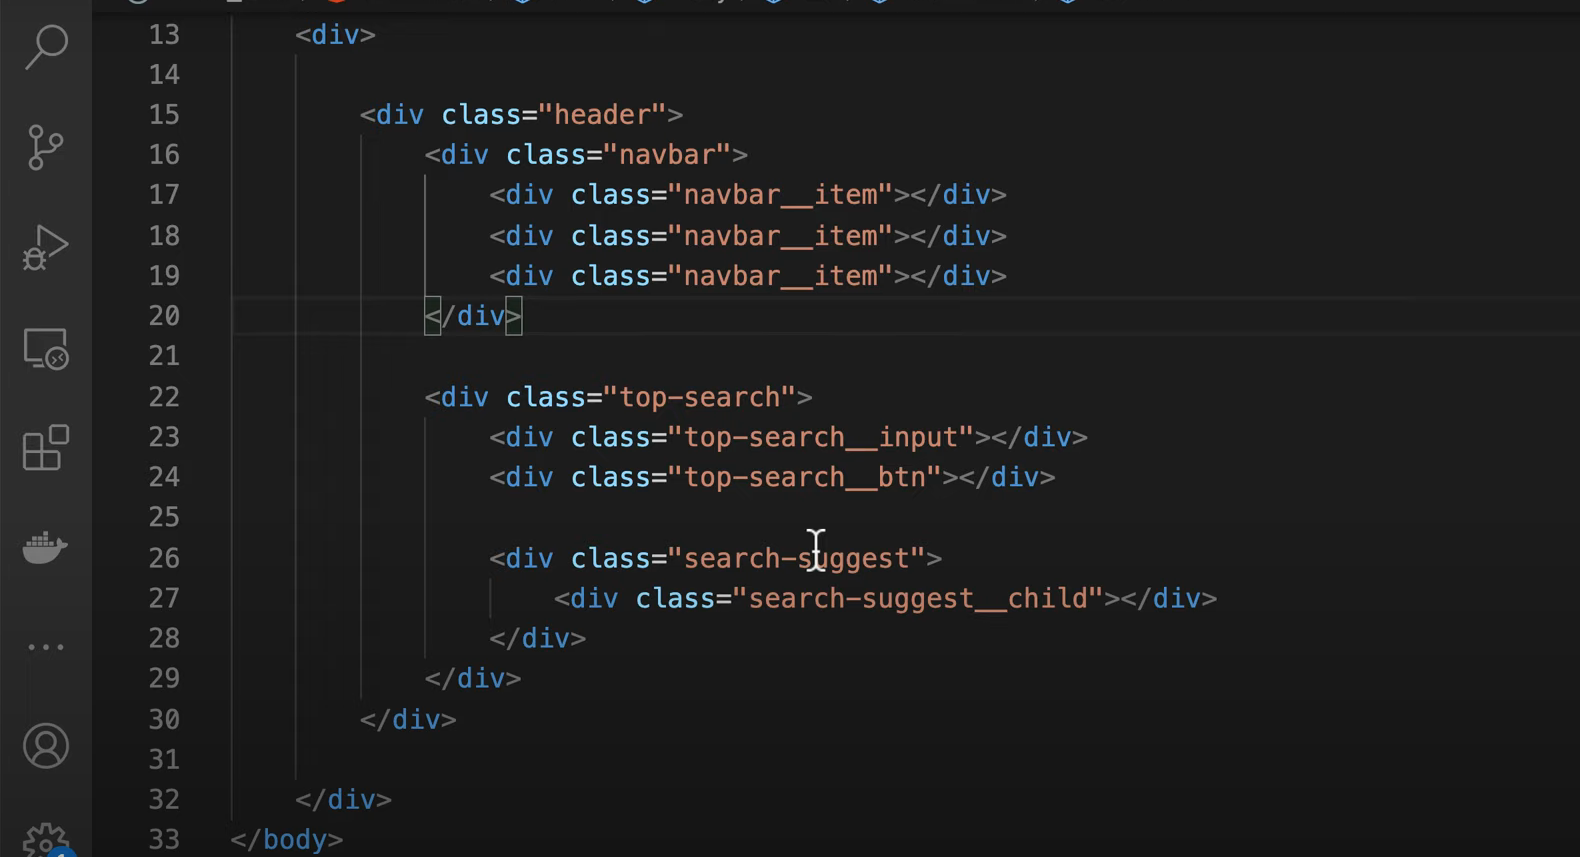 13 <div>
14
15 <div class="header">
16 <div class="navbar">
17 <div class="navbar__item"></div>
18 <div class="navbar__item"></div>
19 <div class="navbar__item"></div>
20 </div>
21
22 <div class="top-search">
23 <div class="top-search__input"></div>
24 <div class="top-search__btn"></div>
25
26 <div class="search-suggest">
27 <div class="search-suggest__child"></div>
28 </div>
29 </div>
30 </div>
31
32 </div>
33 </body>